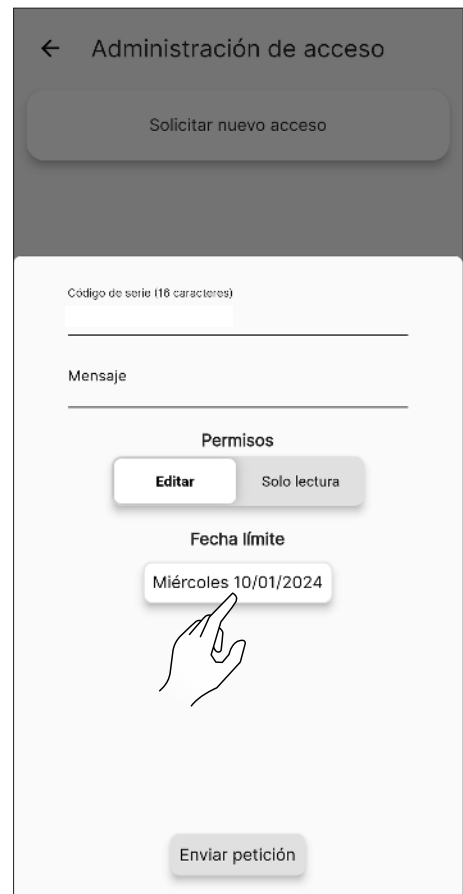 Administración de acceso
Solicitar nuevo acceso
Código de serie (16 caracteres)
Mensaje
Permisos
Editar Solo lectura
Fecha límite
Miércoles 10/01/2024
Enviar petición